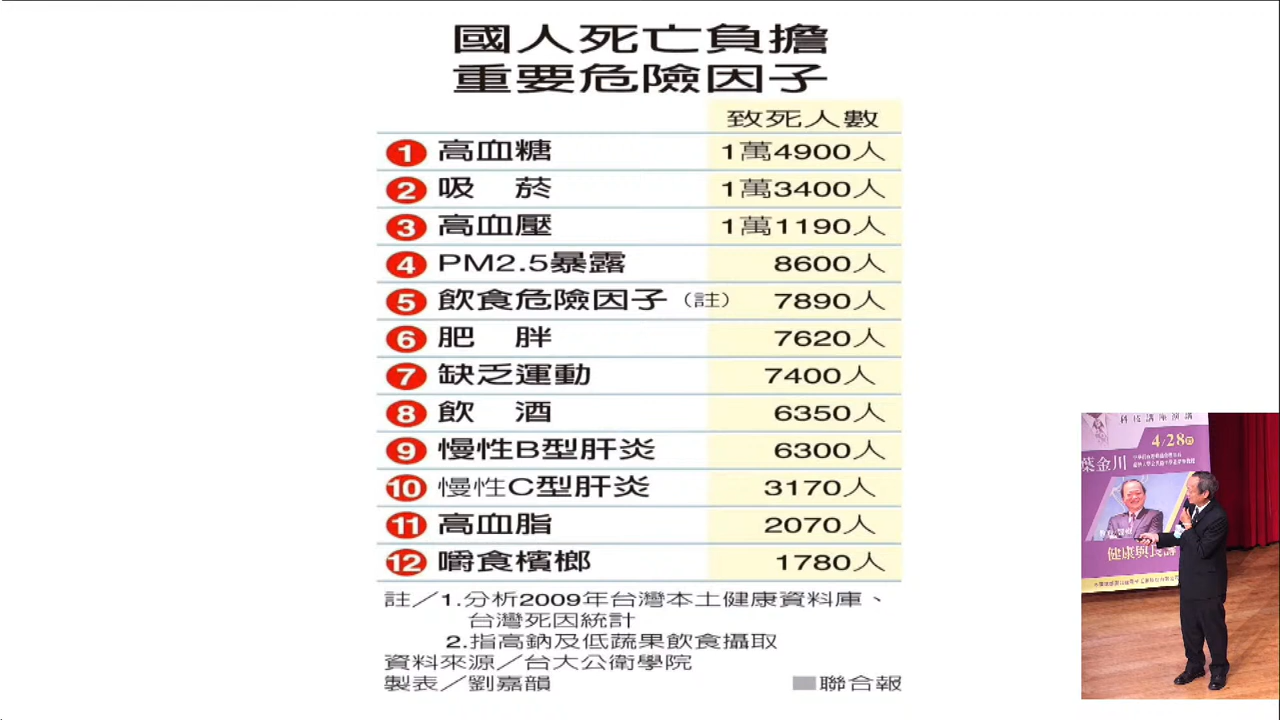 國人死亡負擔
重要危險因子
致死人數
1 高血糖 1萬4900人
2 吸 菸 1萬3400人
3 高血壓 1萬1190人
4 PM2.5暴露 8600人
5 飲食危險因子（註） 7890人
6 肥 胖 7620人
7 缺乏運動 7400人
8 飲 酒 6350人
9 慢性B型肝炎 6300人
10 慢性C型肝炎 3170人
11 高血脂 2070人
12 嚼食檳榔 1780人
註／1.分析2009年台灣本土健康資料庫、
台灣死因統計
2.指高鈉及低蔬果飲食攝取
資料來源／台大公衛學院
製表／劉嘉韻
聯合報
科技講座演講
4/28
葉金川
健康與長壽